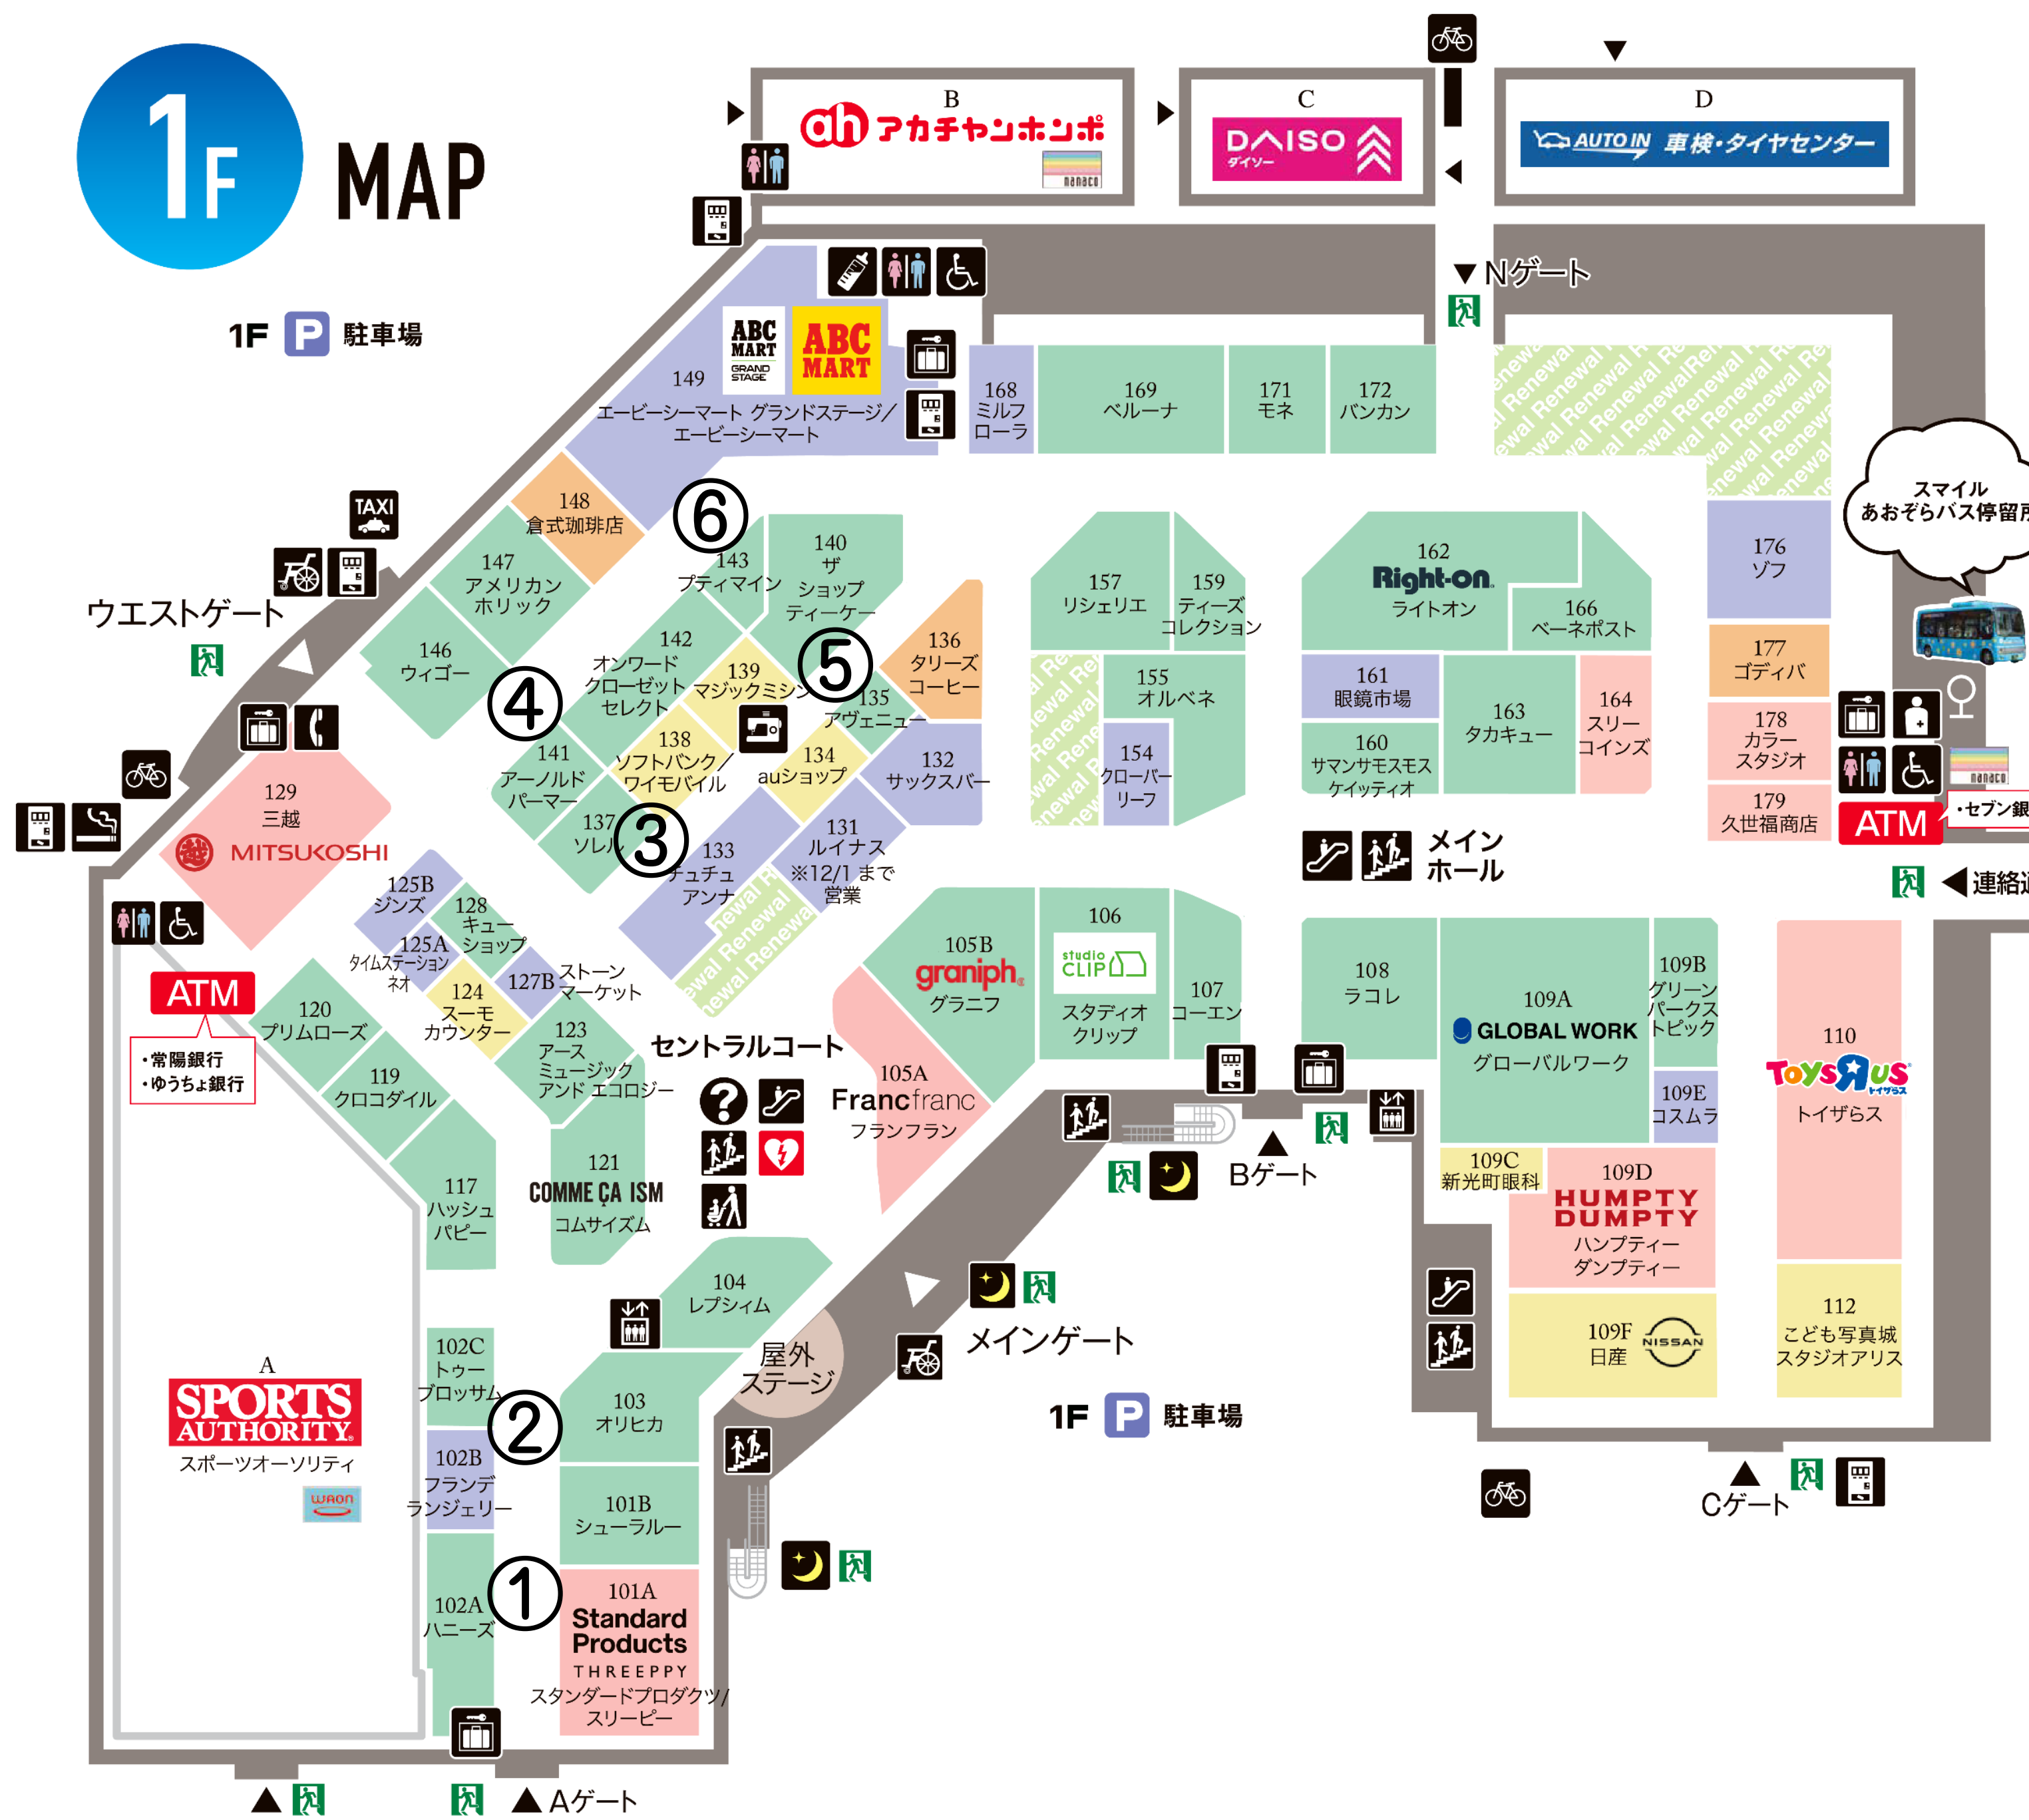 1F
MAP
1F P 駐車場
B
ah アカチャンホンポ
nanaco
C
DAISO
ダイソー
D
AUTO IN 車検・タイヤセンター
Nゲート
ABC
MART
GRAND
STAGE
ABC
MART
149
エービーシーマート グランドステージ/
エービーシーマート
168
ミルフ
ローラ
169
ベルーナ
171
モネ
172
バンカン
Renewal
スマイル
あおぞらバス停留所
TAXI
148
倉式珈琲店
147
アメリカン
ホリック
146
ウィゴー
ウエストゲート
⑥
143
プティマイン
140
ザ
ショップ
ティーケー
142
オンワード
クローゼット
セレクト
139
マジックミシン
⑤
136
タリーズ
コーヒー
135
アヴェニュー
④
141
アーノルド
パーマー
138
ソフトバンク/
ワイモバイル
134
auショップ
132
サックスバー
137
ソレル
③
133
チュチュ
アンナ
131
ルイナス
※12/1 まで
営業
Renewal
157
リシェリエ
159
ティーズ
コレクション
155
オルベネ
154
クローバー
リーフ
Renewal
162
Right-on
ライトオン
166
ベーネポスト
161
眼鏡市場
163
タカキュー
164
スリー
コインズ
160
サマンサモスモス
ケイッティオ
176
ゾフ
177
ゴディバ
178
カラー
スタジオ
179
久世福商店
nanaco
ATM
・セブン銀
連絡通
メイン
ホール
129
三越
MITSUKOSHI
125B
ジンズ
128
キュー
ショップ
125A
タイムステーション
ネオ
127B
ストーン
マーケット
124
スーモ
カウンター
123
アース
ミュージック
アンド エコロジー
ATM
・常陽銀行
・ゆうちょ銀行
120
プリムローズ
119
クロコダイル
117
ハッシュ
パピー
121
COMME ÇA ISM
コムサイズム
セントラルコート
?
105A
Francfranc
フランフラン
105B
graniph
グラニフ
106
studio
CLIP
スタディオ
クリップ
107
コーエン
108
ラコレ
109A
GLOBAL WORK
グローバルワーク
109B
グリーン
パークス
トピック
109E
コスムラ
109C
新光町眼科
109D
HUMPTY
DUMPTY
ハンプティー
ダンプティー
109F
日産
NISSAN
110
ToysRus
トイザらス
トイザらス
112
こども写真城
スタジオアリス
Bゲート
104
レプシィム
屋外
ステージ
メインゲート
1F P 駐車場
Cゲート
A
SPORTS
AUTHORITY
スポーツオーソリティ
WAON
102C
トゥー
ブロッサム
②
103
オリヒカ
102B
フランデ
ランジェリー
101B
シューラルー
①
102A
ハニーズ
101A
Standard
Products
THREEPPY
スタンダードプロダクツ/
スリーピー
Aゲート